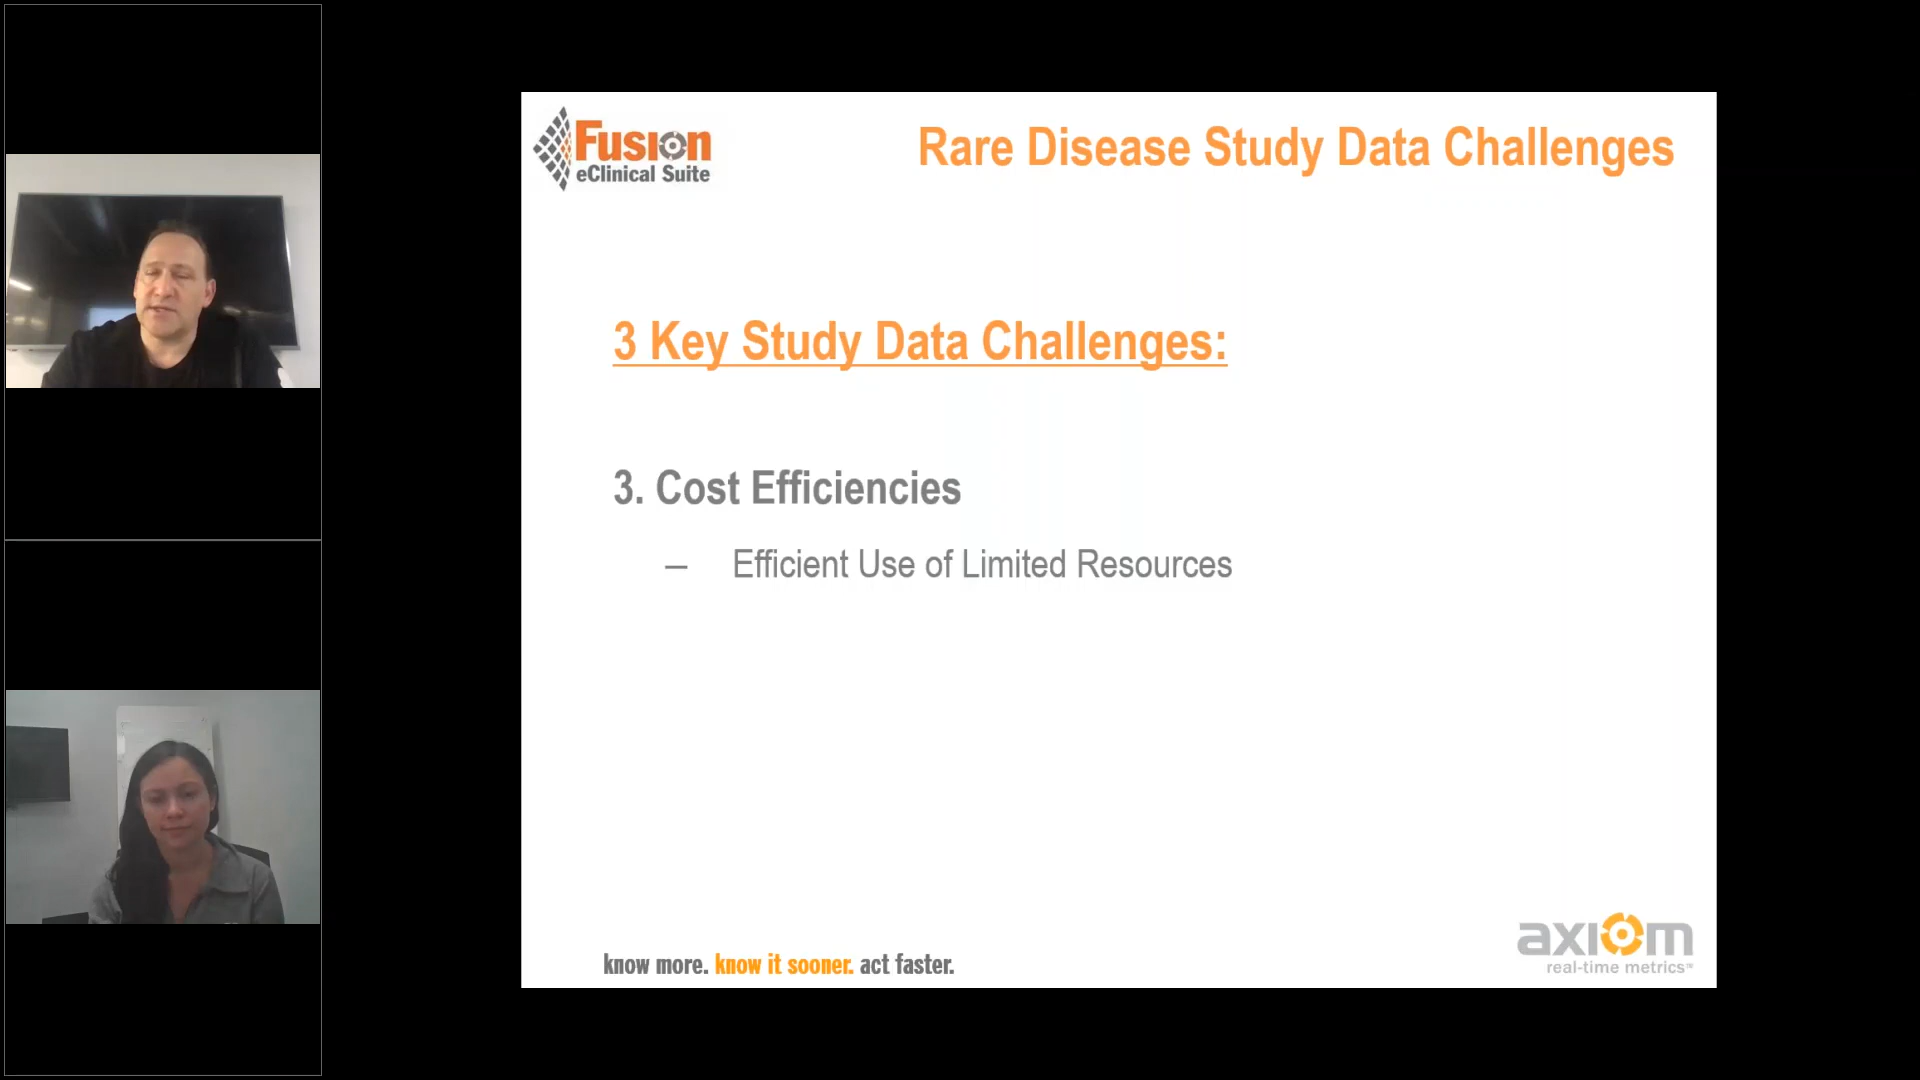 Fusion
eClinical Suite
Rare Disease Study Data Challenges
3 Key Study Data Challenges:
3. Cost Efficiencies
– Efficient Use of Limited Resources
know more. know it sooner. act faster.
axiom
real-time metrics™